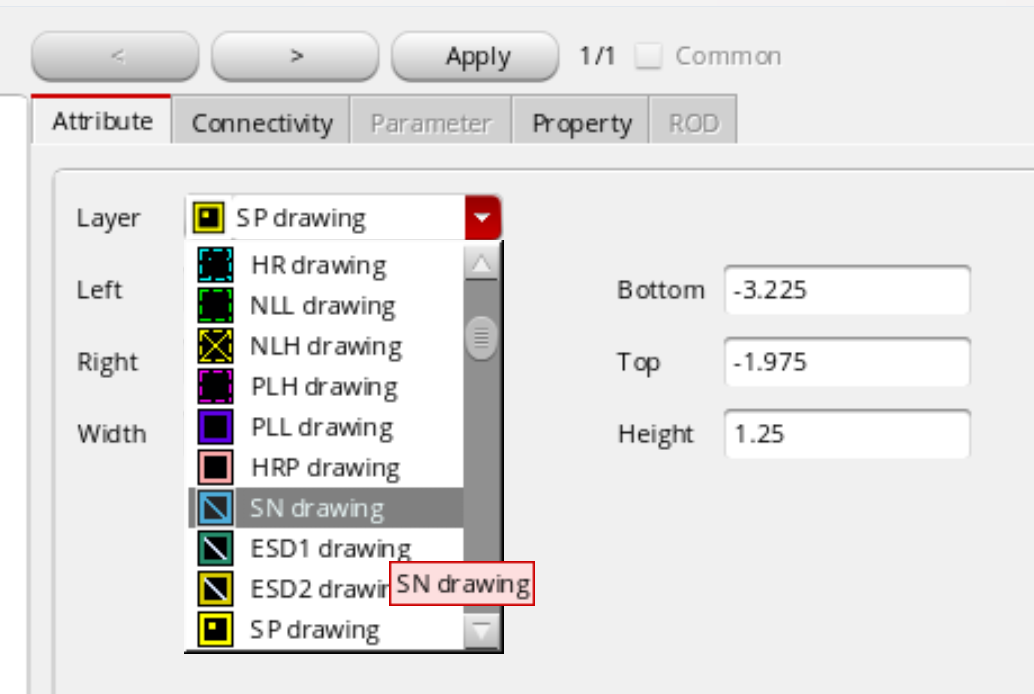 < > Apply 1/1 Common
Attribute Connectivity Parameter Property ROD
Layer SP drawing
HR drawing
Left Bottom -3.225
NLL drawing
NLH drawing
Right Top -1.975
PLH drawing
PLL drawing
Width Height 1.25
HRP drawing
SN drawing
ESD1 drawing
ESD2
SN drawing
SP drawing